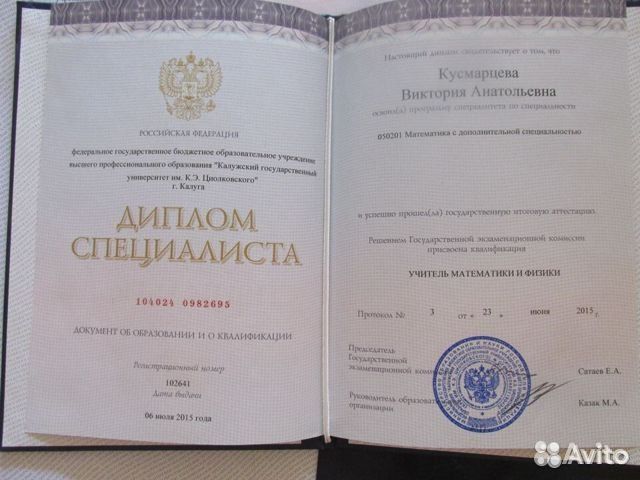 РОССИЙСКАЯ ФЕДЕРАЦИЯ
федеральное государственное бюджетное образовательное учреждение
высшего профессионального образования "Калужский государственный
университет им. К.Э. Циолковского"
г. Калуга
ДИПЛОМ
СПЕЦИАЛИСТА
104024 0982695
ДОКУМЕНТ ОБ ОБРАЗОВАНИИ И О КВАЛИФИКАЦИИ
Регистрационный номер
102641
Дата выдачи
06 июля 2015 года
Настоящий диплом свидетельствует о том, что
Кусмарцева
Виктория Анатольевна
освоил(а) программу специалитета по специальности
050201 Математика с дополнительной специальностью
и успешно прошел(ла) государственную итоговую аттестацию
Решением Государственной экзаменационной комиссии
присвоена квалификация
УЧИТЕЛЬ МАТЕМАТИКИ И ФИЗИКИ
Протокол № 3 от « 23 » июня 2015 г.
Председатель
Государственной
экзаменационной ком
Сатаев Е.А.
Руководитель образова
организации
Казак М.А.
Avito